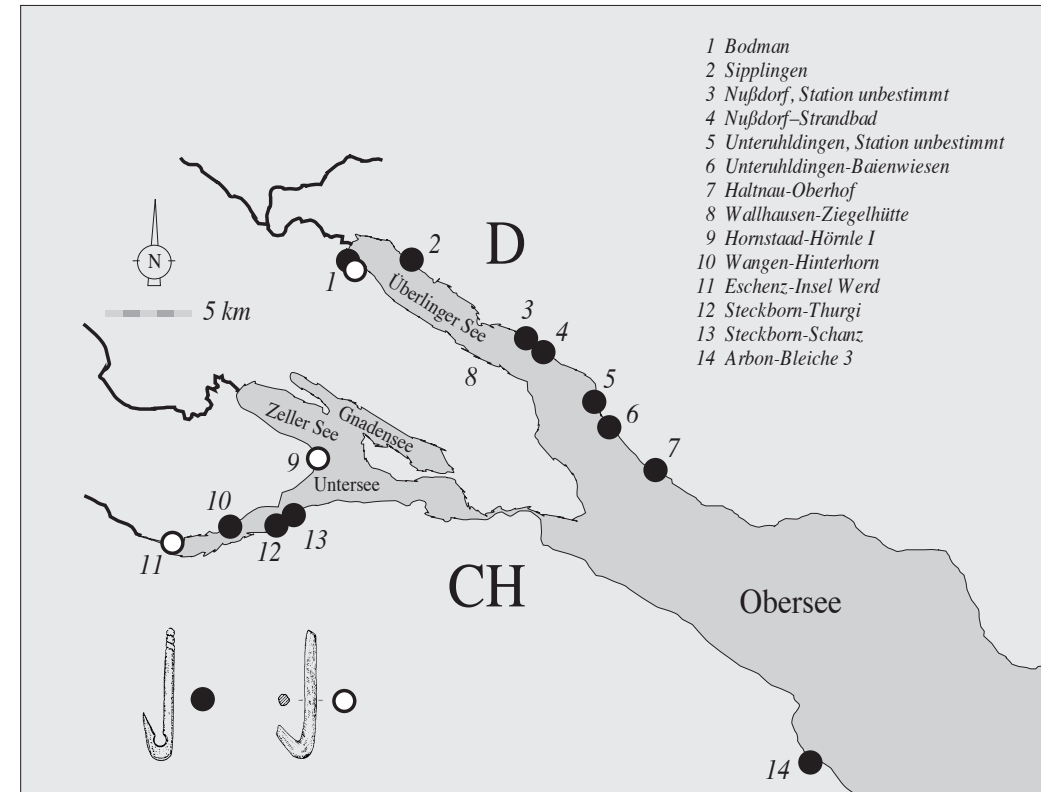 1 Bodman
2 Sipplingen
3 Nußdorf, Station unbestimmt
4 Nußdorf–Strandbad
5 Unteruhldingen, Station unbestimmt
6 Unteruhldingen-Baienwiesen
7 Haltnau-Oberhof
8 Wallhausen-Ziegelhütte
9 Hornstaad-Hörnle I
10 Wangen-Hinterhorn
11 Eschenz-Insel Werd
12 Steckborn-Thurgi
13 Steckborn-Schanz
14 Arbon-Bleiche 3
D
N
5 km
1
2
Überlinger See
3
4
8
5
6
7
Zeller See
Gnadensee
9
Untersee
10
11
12
13
CH
Obersee
14